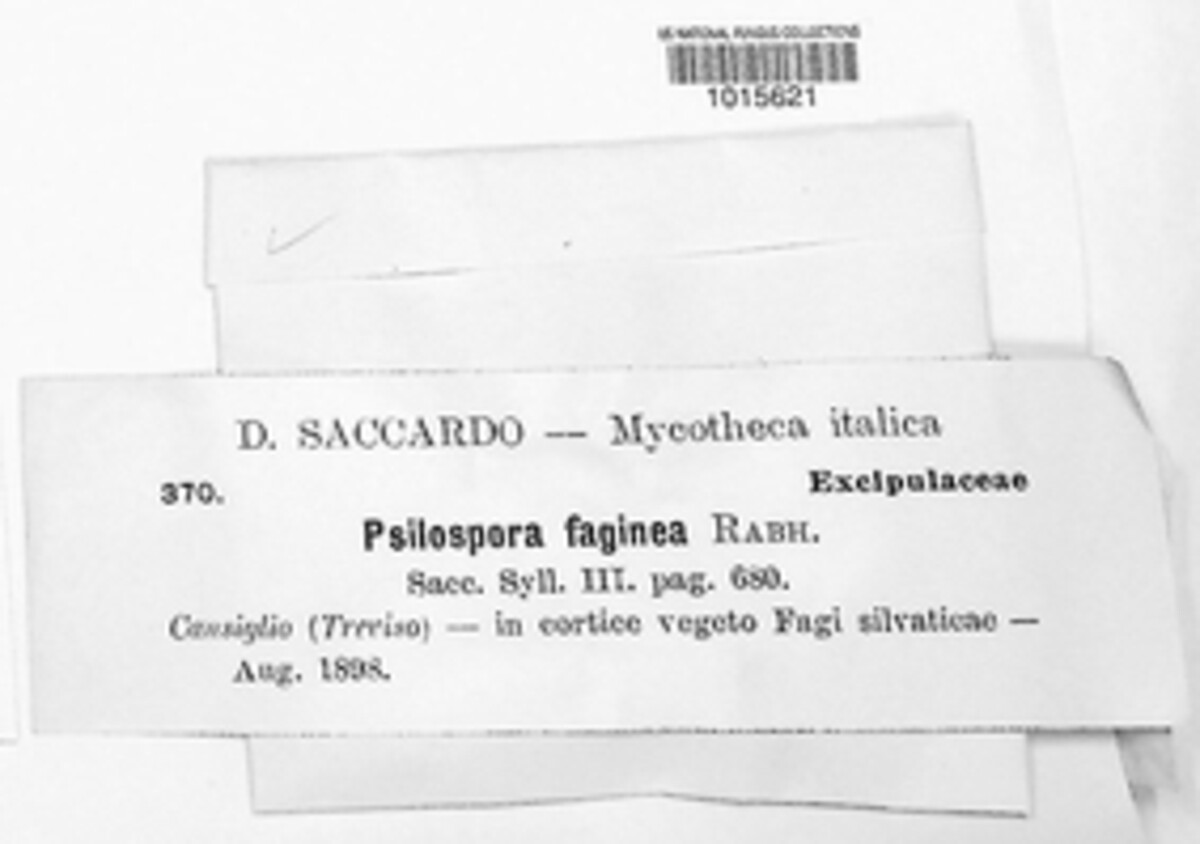 US NATIONAL FUNGUS COLLECTIONS
1015621
D. SACCARDO — Mycotheca italica
370.
Excipulaceae
Psilospora faginea RABH.
Sacc. Syll. III. pag. 680.
Cansiglio (Treviso) — in cortice vegeto Fagi silvaticae —
Aug. 1898.